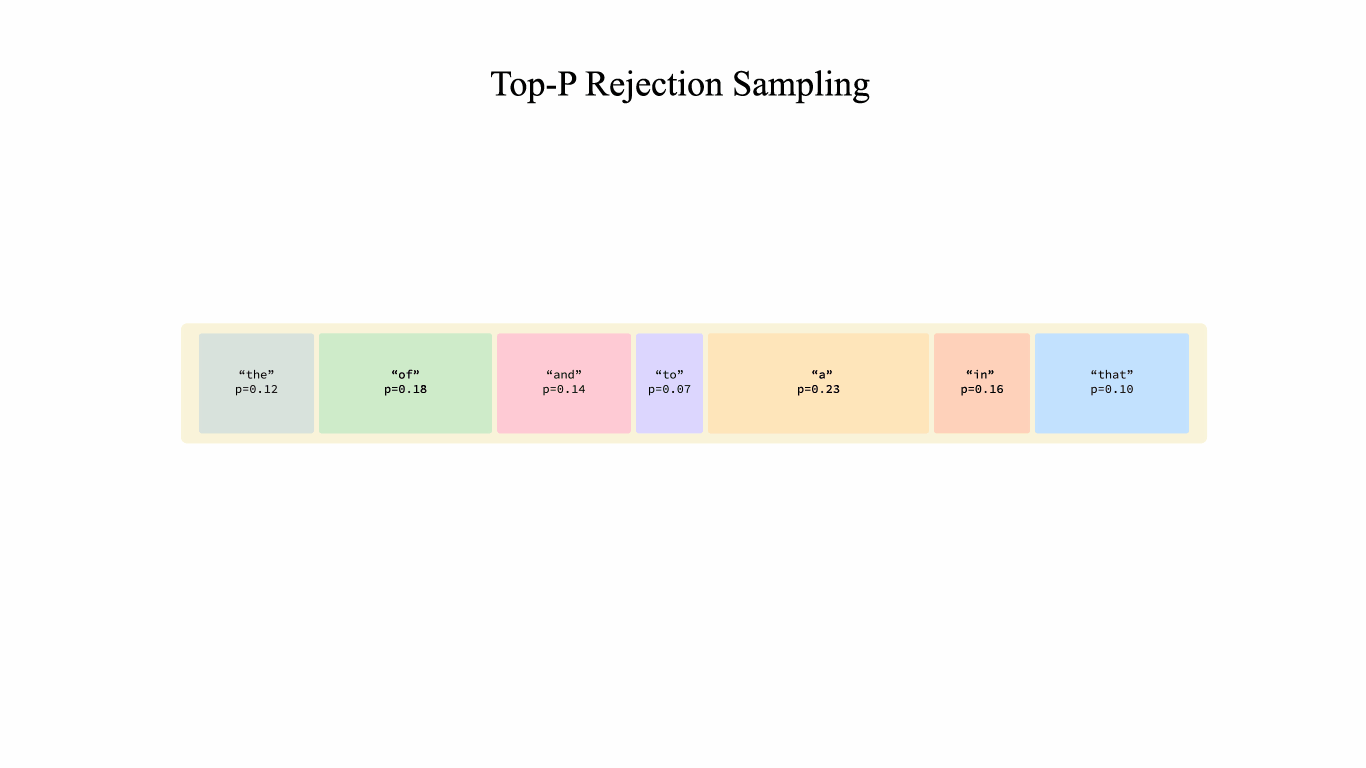 Top-P Rejection Sampling
“the”
p=0.12
“of”
p=0.18
“and”
p=0.14
“to”
p=0.07
“a”
p=0.23
“in”
p=0.16
“that”
p=0.10